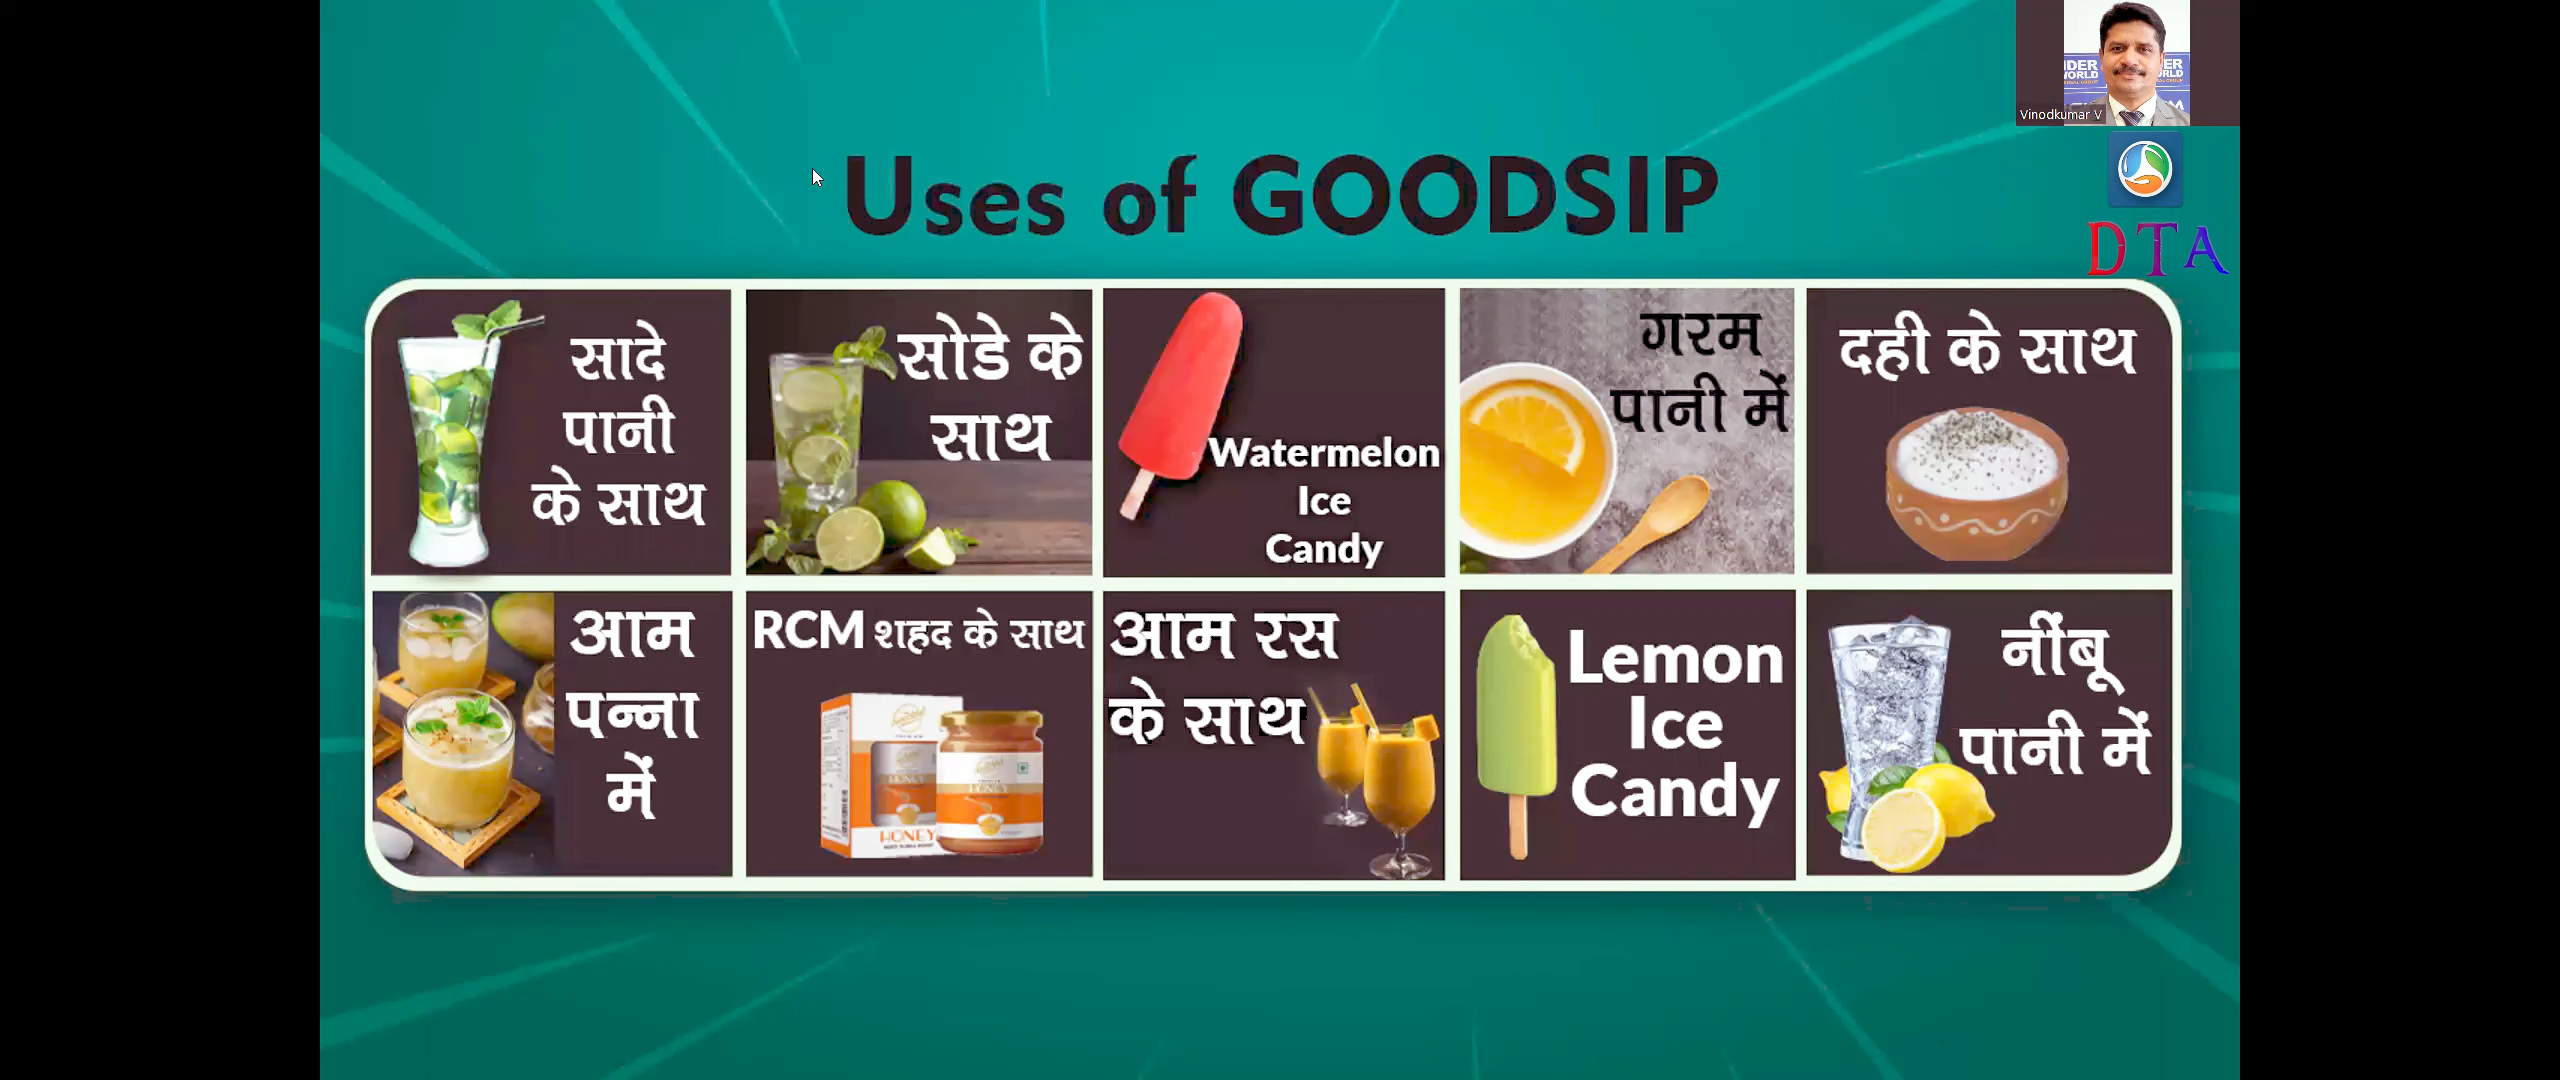 Vinodkumar V
Uses of GOODSIP
DTA
सादे
पानी
के साथ
सोडे के
साथ
Watermelon
Ice
Candy
गरम
पानी में
दही के साथ
आम
पन्ना
में
RCM शहद के साथ
HONEY
HONEY
आम रस
के साथ
Lemon
Ice
Candy
नींबू
पानी में